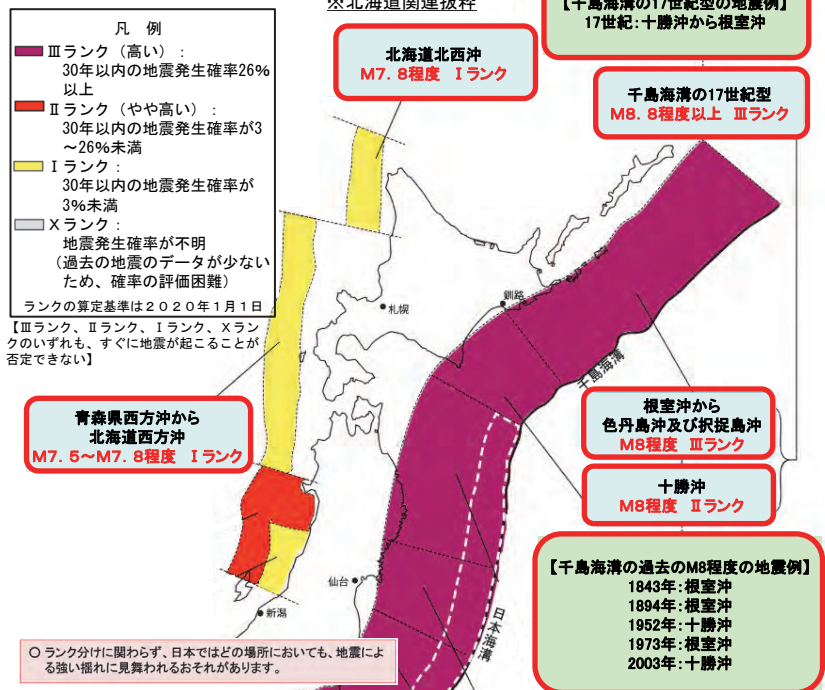 ※北海道関連抜粋
【千島海溝の17世紀型の地震例】
17世紀:十勝沖から根室沖
凡 例
Ⅲランク(高い):
30年以内の地震発生確率26%
以上
Ⅱランク(やや高い):
30年以内の地震発生確率が3
～26%未満
Ⅰランク:
30年以内の地震発生確率が
3%未満
Xランク:
地震発生確率が不明
(過去の地震のデータが少ない
ため、確率の評価困難)
ランクの算定基準は2020年1月1日
【Ⅲランク、Ⅱランク、Ⅰランク、Xラン
クのいずれも、すぐに地震が起こることが
否定できない】
北海道北西沖
M7.8程度 Ⅰランク
千島海溝の17世紀型
M8.8程度以上 Ⅲランク
札幌
釧路
千島海溝
青森県西方沖から
北海道西方沖
M7.5～M7.8程度 Ⅰランク
根室沖から
色丹島沖及び択捉島沖
M8程度 Ⅲランク
十勝沖
M8程度 Ⅱランク
【千島海溝の過去のM8程度の地震例】
1843年:根室沖
1894年:根室沖
1952年:十勝沖
1973年:根室沖
2003年:十勝沖
仙台
新潟
日本海溝
○ ランク分けに関わらず、日本ではどの場所においても、地震によ
る強い揺れに見舞われるおそれがあります。